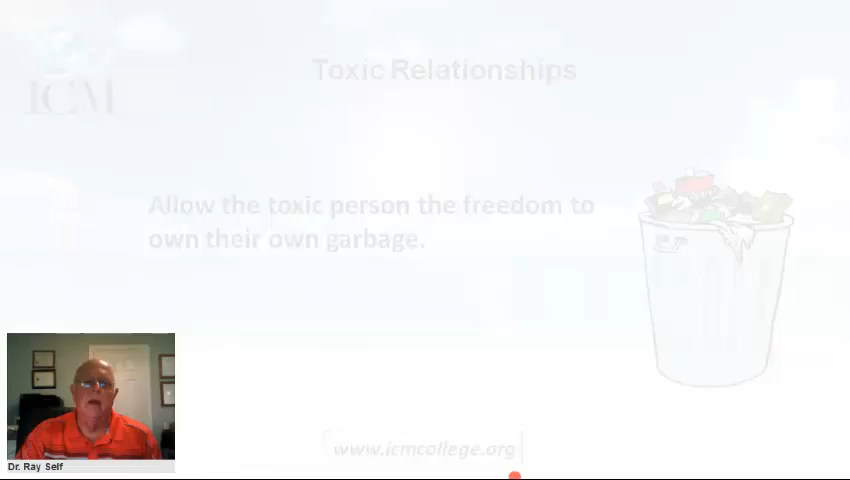 ICM
Toxic Relationships
Allow the toxic person the freedom to
own their own garbage.
www.icmcollege.org
Dr. Ray Self